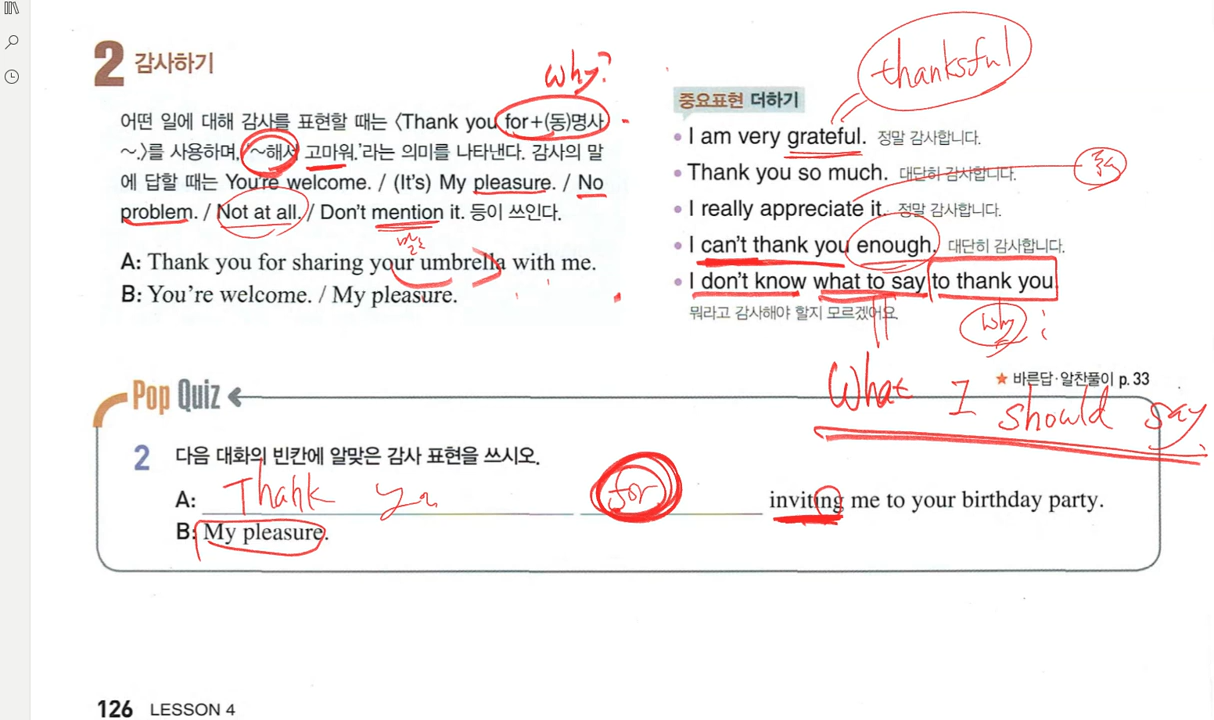 2 감사하기
why?
어떤 일에 대해 감사를 표현할 때는 〈Thank you for+(동)명사
~.〉를 사용하며, '~해서 고마워.'라는 의미를 나타낸다. 감사의 말
에 답할 때는 You're welcome. / (It's) My pleasure. / No
problem. / Not at all. / Don't mention it. 등이 쓰인다.
A: Thank you for sharing your umbrella with me.
B: You're welcome. / My pleasure.
thanksful
중요표현 더하기
• I am very grateful. 정말 감사합니다.
• Thank you so much. 대단히 감사합니다.
• I really appreciate it. 정말 감사합니다.
• I can't thank you enough. 대단히 감사합니다.
• I don't know what to say to thank you.
뭐라고 감사해야 할지 모르겠어요.
why
What I should say
★ 바른답·알찬풀이 p. 33
Pop Quiz
2 다음 대화의 빈칸에 알맞은 감사 표현을 쓰시오.
A: Thank you for inviting me to your birthday party.
B: My pleasure.
126 LESSON 4